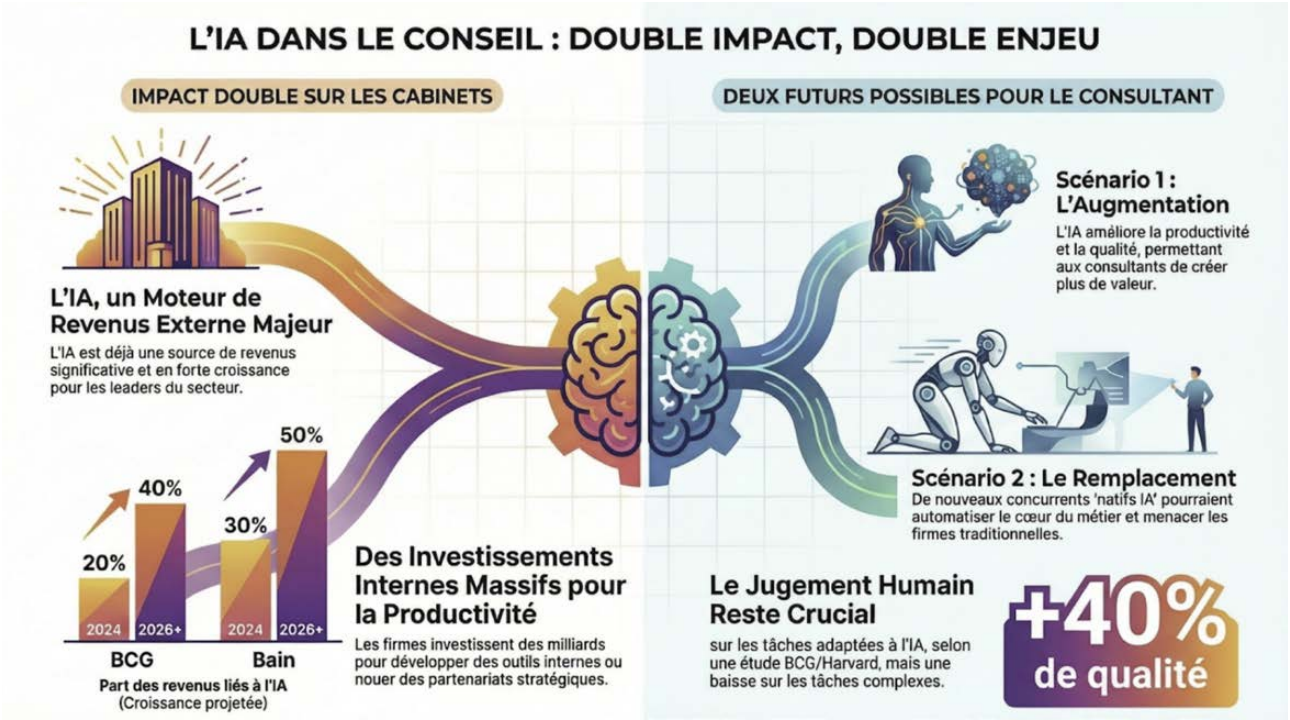 L'IA DANS LE CONSEIL : DOUBLE IMPACT, DOUBLE ENJEU
IMPACT DOUBLE SUR LES CABINETS
L'IA, un Moteur de
Revenus Externe Majeur
L'IA est déjà une source de revenus
significative et en forte croissance
pour les leaders du secteur.
20%
40%
30%
50%
2024
2026+
2024
2026+
BCG
Bain
Part des revenus liés à l'IA
(Croissance projetée)
Des Investissements
Internes Massifs pour
la Productivité
Les firmes investissent des milliards
pour développer des outils internes ou
nouer des partenariats stratégiques.
DEUX FUTURS POSSIBLES POUR LE CONSULTANT
Scénario 1 :
L'Augmentation
L'IA améliore la productivité
et la qualité, permettant
aux consultants de créer
plus de valeur.
Scénario 2 : Le Remplacement
De nouveaux concurrents 'natifs IA' pourraient
automatiser le cœur du métier et menacer les
firmes traditionnelles.
Le Jugement Humain
Reste Crucial
sur les tâches adaptées à l'IA, selon
une étude BCG/Harvard, mais une
baisse sur les tâches complexes.
+40%
de qualité